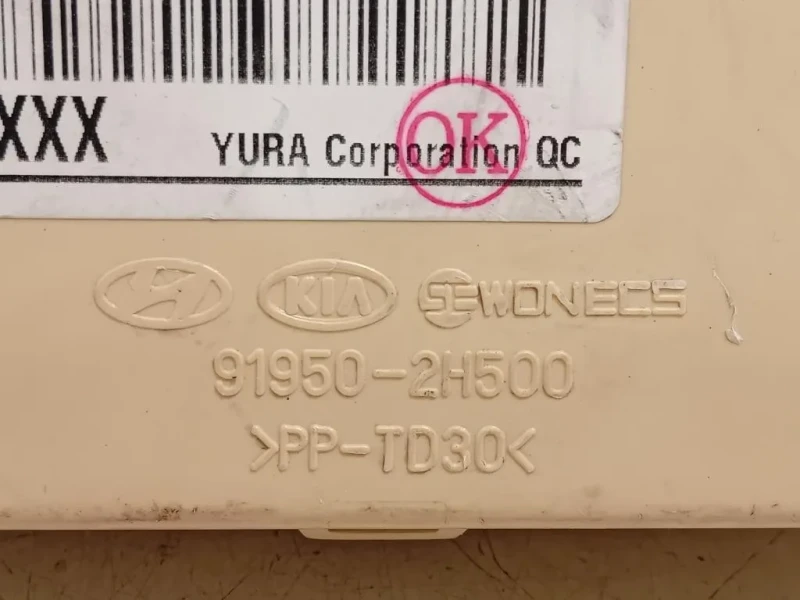 XXX
YURA Corporation QC
OK
KIA SEWONECS
91950-2H500
>PP-TD30<